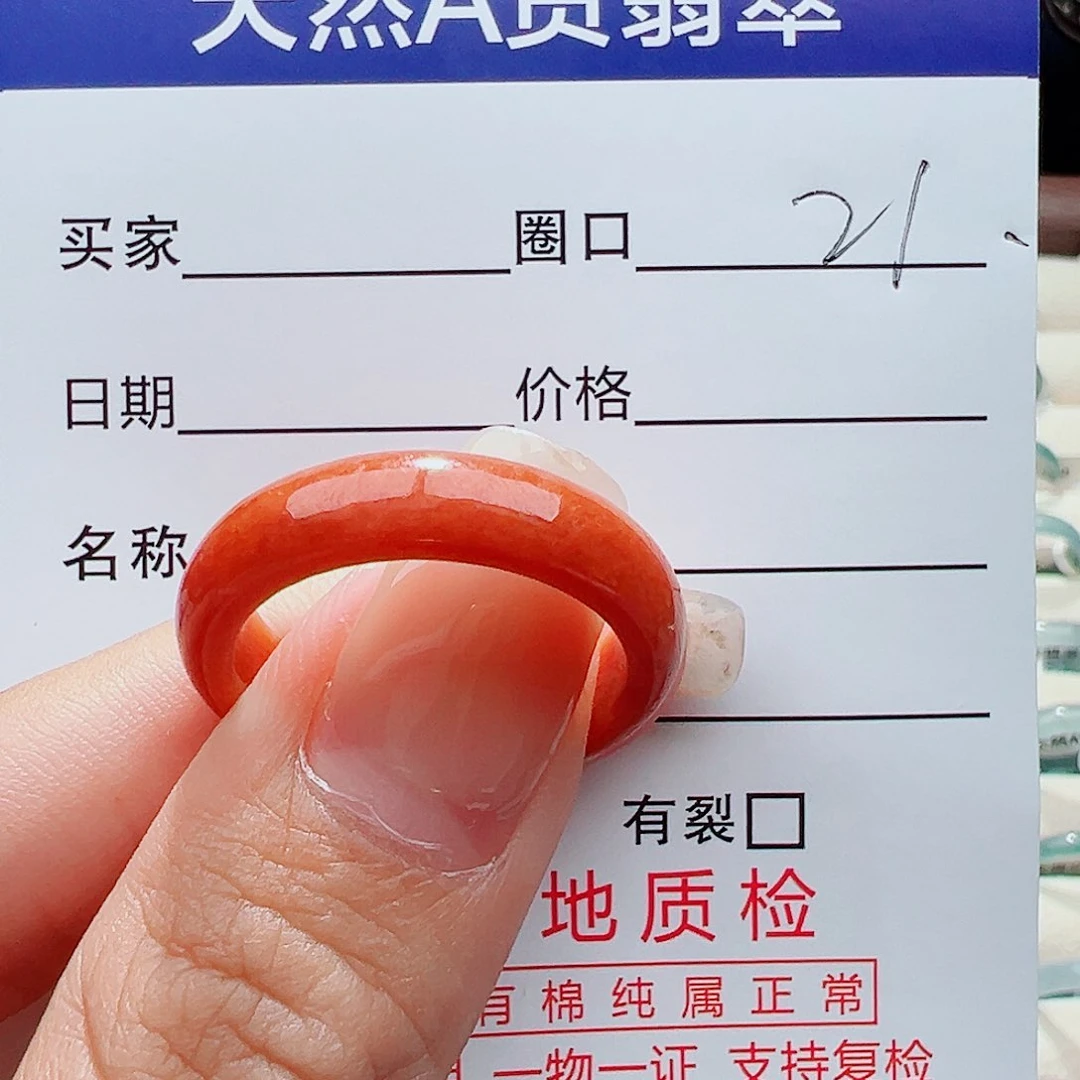 天然A货翡翠
买家 圈口 21
日期 价格
名称
有裂□
地质检
有棉纯属正常
一物一证 支持复检